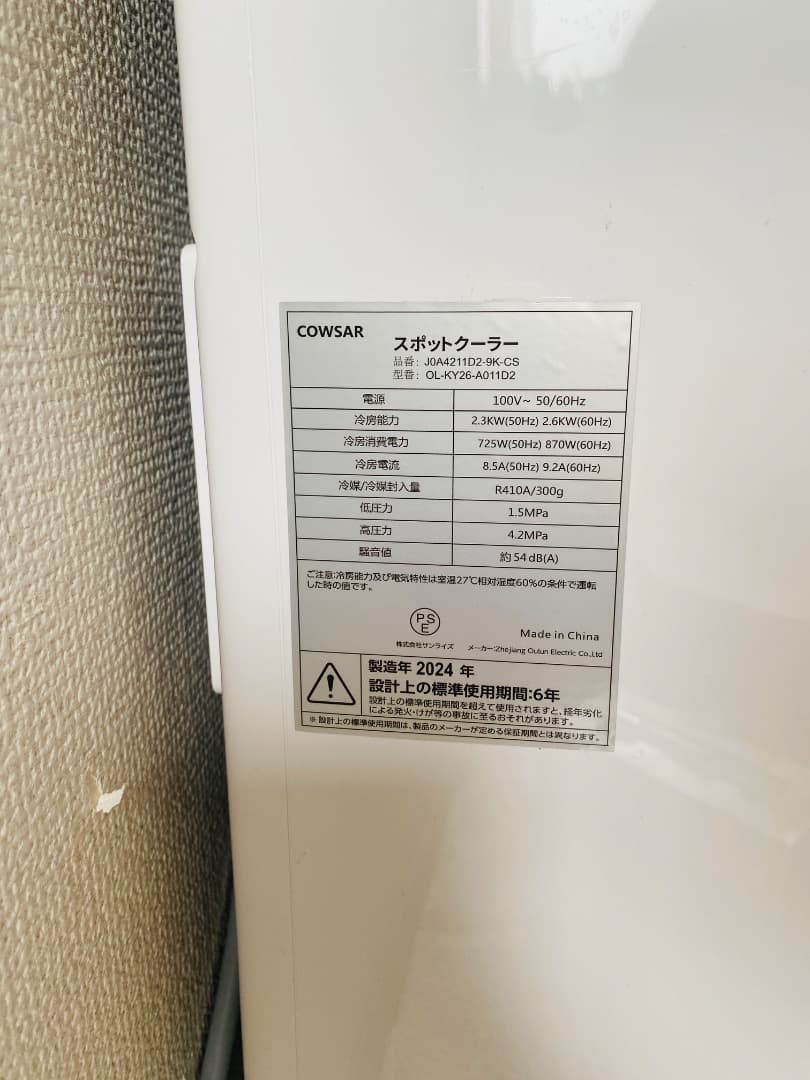 COWSAR
スポットクーラー
品番: J0A4211D2-9K-CS
型番: OL-KY26-A011D2
電源 100V~ 50/60Hz
冷房能力 2.3KW(50Hz) 2.6KW(60Hz)
冷房消費電力 725W(50Hz) 870W(60Hz)
冷房電流 8.5A(50Hz) 9.2A(60Hz)
冷媒/冷媒封入量 R410A/300g
低圧力 1.5MPa
高圧力 4.2MPa
騒音値 約54dB(A)
ご注意:冷房能力及び電気特性は室温27℃相対湿度60%の条件で運転
した時の値です。
PS
E
Made in China
株式会社サンライズ メーカー:Zhejiang Oulun Electric Co.,Ltd
製造年 2024 年
設計上の標準使用期間:6年
設計上の標準使用期間を超えて使用されますと、経年劣化
による発火・けが等の事故に至るおそれがあります。
※ 設計上の標準使用期間は、製品のメーカーが定める保証期間とは異なります。